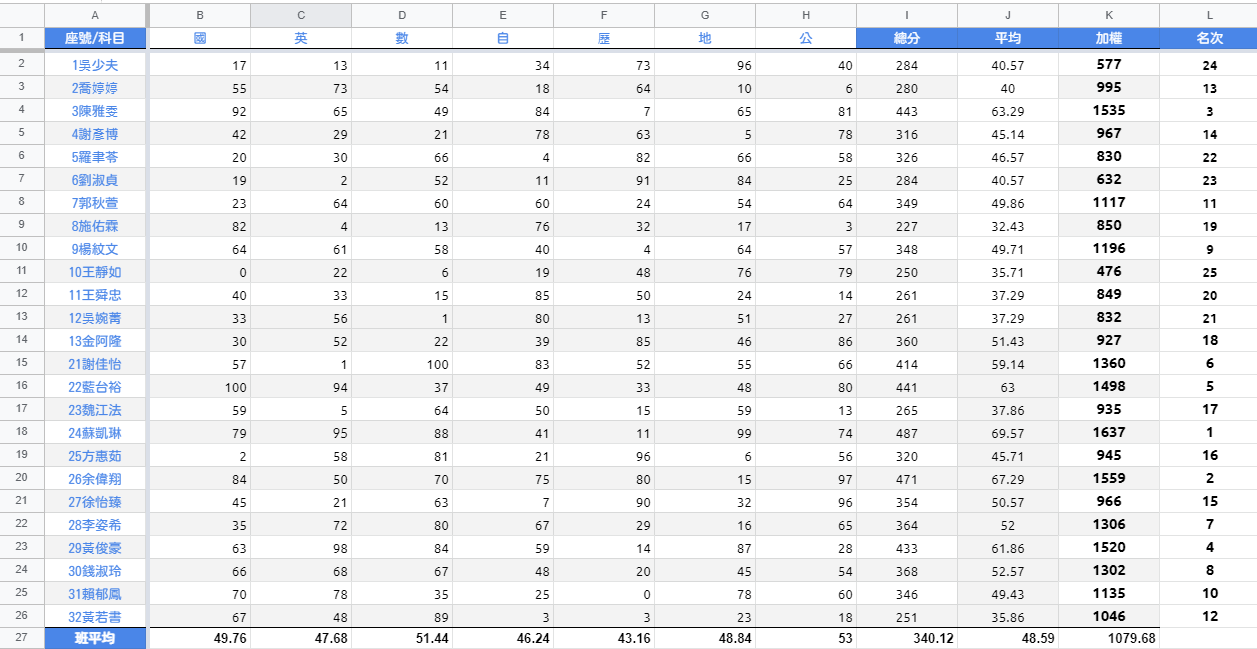 A B C D E F G H I J K L
1 座號/科目 國 英 數 自 歷 地 公 總分 平均 加權 名次
2 1吳少夫 17 13 11 34 73 96 40 284 40.57 577 24
3 2喬婷婷 55 73 54 18 64 10 6 280 40 995 13
4 3陳雅雯 92 65 49 84 7 65 81 443 63.29 1535 3
5 4謝彥博 42 29 21 78 63 5 78 316 45.14 967 14
6 5羅聿苓 20 30 66 4 82 66 58 326 46.57 830 22
7 6劉淑貞 19 2 52 11 91 84 25 284 40.57 632 23
8 7郭秋萱 23 64 60 60 24 54 64 349 49.86 1117 11
9 8施佑霖 82 4 13 76 32 17 3 227 32.43 850 19
10 9楊紋文 64 61 58 40 4 64 57 348 49.71 1196 9
11 10王靜如 0 22 6 19 48 76 79 250 35.71 476 25
12 11王舜忠 40 33 15 85 50 24 14 261 37.29 849 20
13 12吳婉菁 33 56 1 80 13 51 27 261 37.29 832 21
14 13金阿隆 30 52 22 39 85 46 86 360 51.43 927 18
15 21謝佳怡 57 1 100 83 52 55 66 414 59.14 1360 6
16 22藍台裕 100 94 37 49 33 48 80 441 63 1498 5
17 23魏江法 59 5 64 50 15 59 13 265 37.86 935 17
18 24蘇凱琳 79 95 88 41 11 99 74 487 69.57 1637 1
19 25方惠茹 2 58 81 21 96 6 56 320 45.71 945 16
20 26余偉翔 84 50 70 75 80 15 97 471 67.29 1559 2
21 27徐怡臻 45 21 63 7 90 32 96 354 50.57 966 15
22 28李姿希 35 72 80 67 29 16 65 364 52 1306 7
23 29黃俊豪 63 98 84 59 14 87 28 433 61.86 1520 4
24 30錢淑玲 66 68 67 48 20 45 54 368 52.57 1302 8
25 31賴郁鳳 70 78 35 25 0 78 60 346 49.43 1135 10
26 32黃若書 67 48 89 3 3 23 18 251 35.86 1046 12
27 班平均 49.76 47.68 51.44 46.24 43.16 48.84 53 340.12 48.59 1079.68